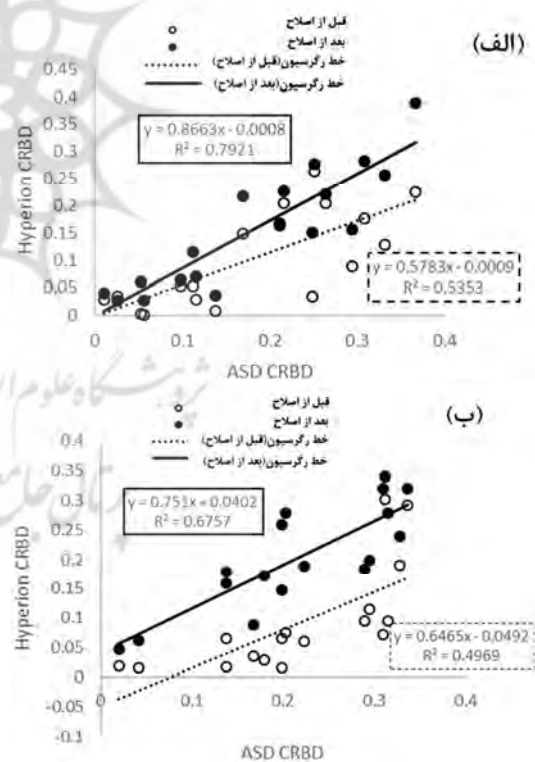 (الف)
قبل از اصلاح
بعد از اصلاح
خط رگرسیون(قبل از اصلاح)
خط رگرسیون(بعد از اصلاح)
0.45
0.4
0.35
0.3
0.25
0.2
0.15
0.1
0.05
0
Hyperion CRBD
y = 0.8663x - 0.0008
R² = 0.7921
y = 0.5783x - 0.0009
R² = 0.5353
0 0.1 0.2 0.3 0.4
ASD CRBD
(ب)
قبل از اصلاح
بعد از اصلاح
خط رگرسیون(قبل از اصلاح)
خط رگرسیون(بعد از اصلاح)
0.4
0.35
0.3
0.25
0.2
0.15
0.1
0.05
0
-0.05
-0.1
Hyperion CRBD
y = 0.751x + 0.0402
R² = 0.6757
y = 0.6465x - 0.0492
R² = 0.4969
0 0.1 0.2 0.3 0.4
ASD CRBD